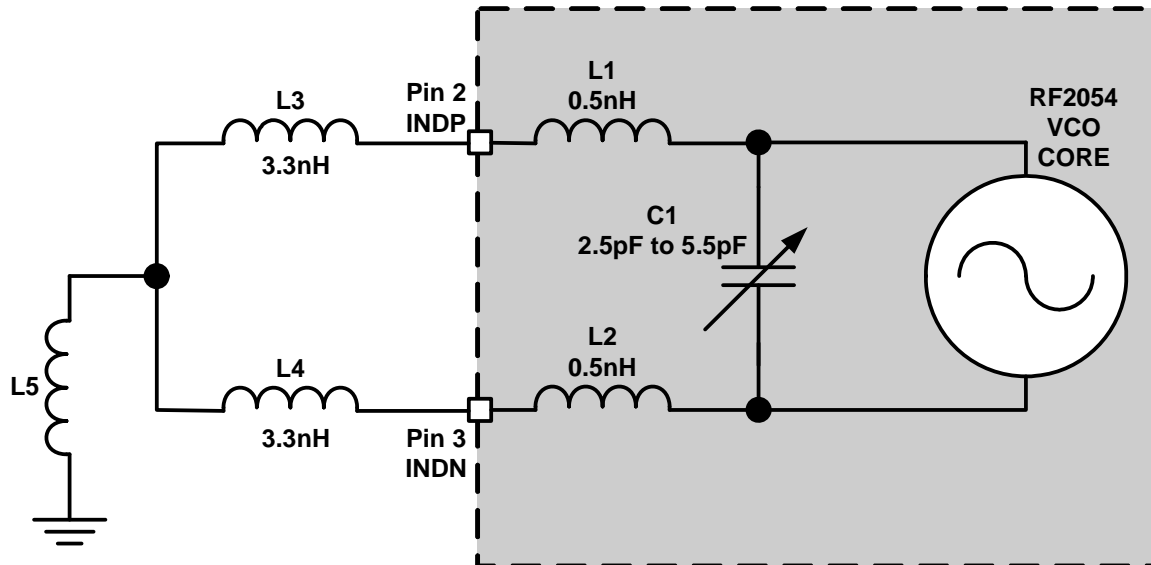 L3
3.3nH
Pin 2
INDP
L1
0.5nH
RF2054
VCO
CORE
C1
2.5pF to 5.5pF
L5
L4
3.3nH
Pin 3
INDN
L2
0.5nH